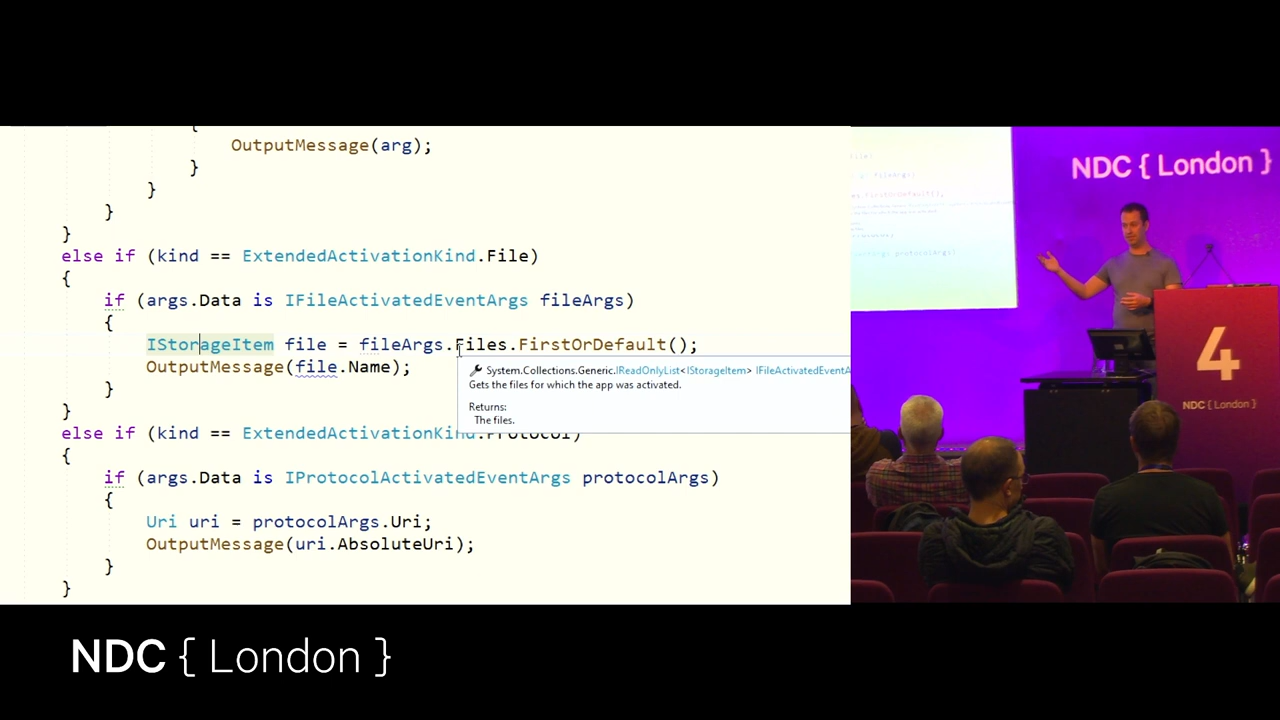 {
OutputMessage(arg);
}
}
}
}
else if (kind == ExtendedActivationKind.File)
{
if (args.Data is IFileActivatedEventArgs fileArgs)
{
IStorageItem file = fileArgs.Files.FirstOrDefault();
OutputMessage(file.Name);
System.Collections.Generic.IReadOnlyList<IStorageItem> IFileActivatedEventA
Gets the files for which the app was activated.
Returns:
The files.
}
}
else if (kind == ExtendedActivationKind.Protocol)
{
if (args.Data is IProtocolActivatedEventArgs protocolArgs)
{
Uri uri = protocolArgs.Uri;
OutputMessage(uri.AbsoluteUri);
}
}
NDC { London }
fileArgs)
FirstOrDefault();
protocolArgs)
4
NDC { London }
NDC { London }